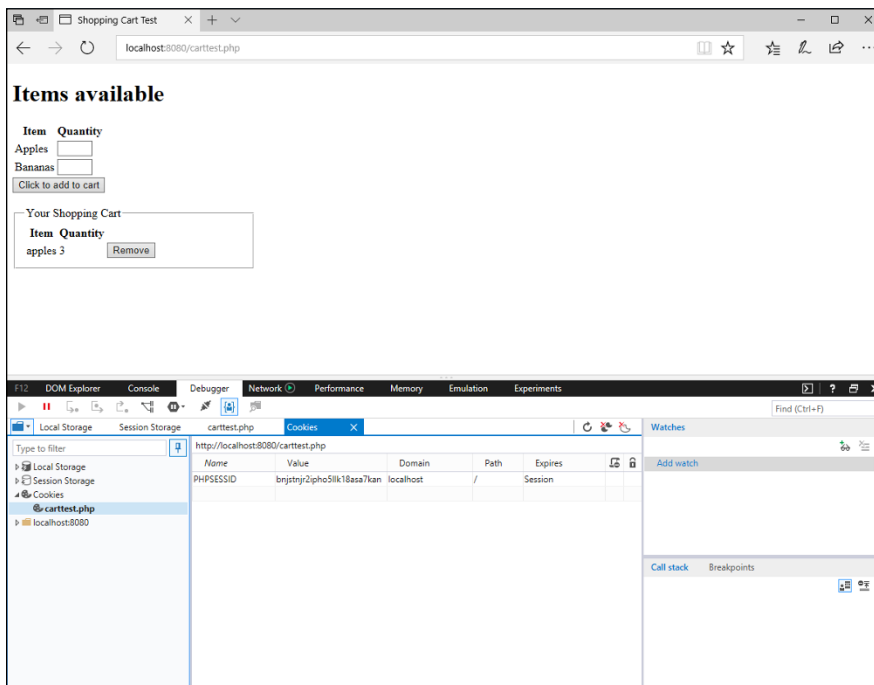 Shopping Cart Test
localhost:8080/carttest.php
Items available
Item Quantity
Apples
Bananas
Click to add to cart
Your Shopping Cart
Item Quantity
apples 3 Remove
F12 DOM Explorer Console Debugger Network Performance Memory Emulation Experiments
Find (Ctrl+F)
Local Storage Session Storage carttest.php Cookies Watches
Type to filter http://localhost:8080/carttest.php
Name Value Domain Path Expires
Add watch
Local Storage
PHPSESSID bnjstnjr2ipho5llk18asa7kan localhost / Session
Session Storage
Cookies
carttest.php
localhost:8080
Call stack Breakpoints